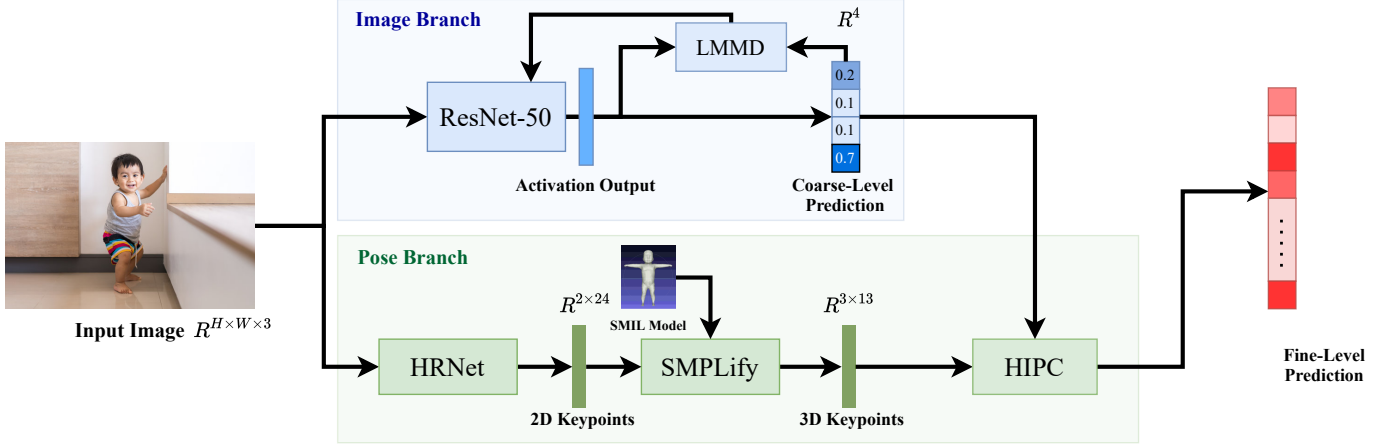 Image Branch
R^4
LMMD
ResNet-50
0.2
0.1
0.1
0.7
Activation Output
Coarse-Level
Prediction
Input Image R^{H×W×3}
Pose Branch
SMIL Model
R^{2×24}
R^{3×13}
HRNet
SMPLify
HIPC
2D Keypoints
3D Keypoints
Fine-Level
Prediction